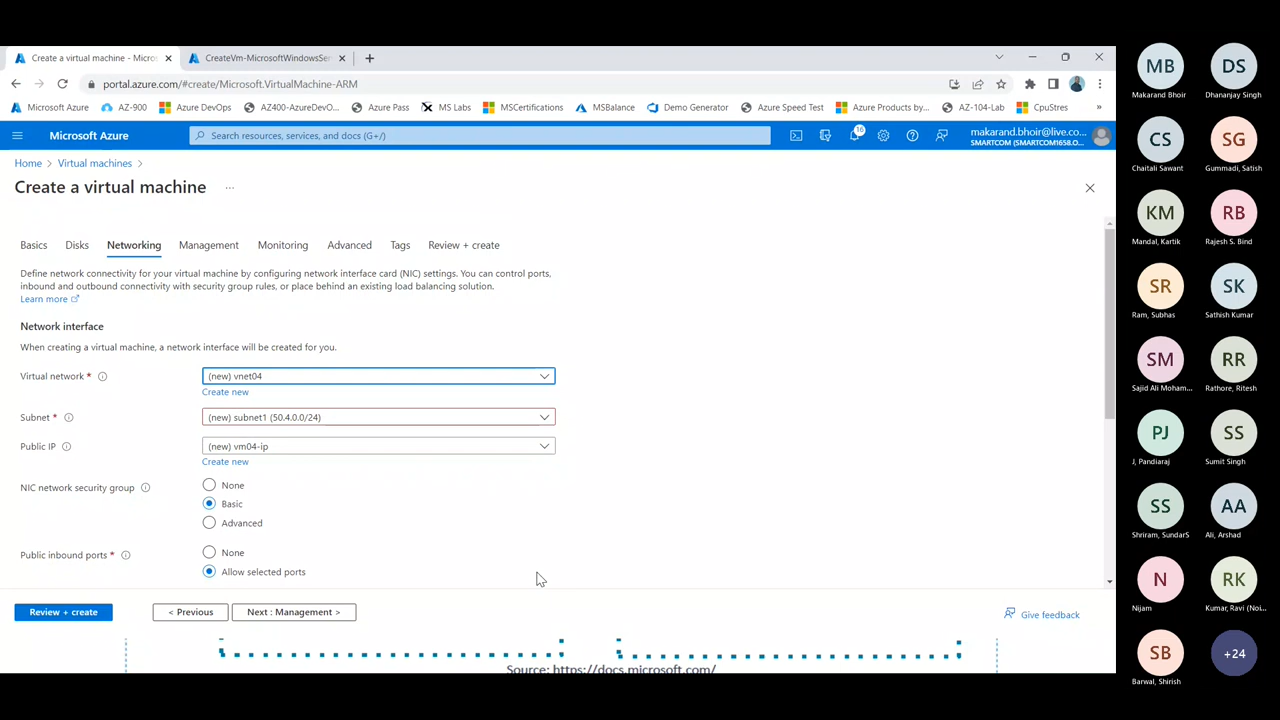 Create a virtual machine - Micros
CreateVm-MicrosoftWindowsSer
portal.azure.com/#create/Microsoft.VirtualMachine-ARM
Microsoft Azure
AZ-900
Azure DevOps
AZ400-AzureDevO...
Azure Pass
MS Labs
MSCertifications
MSBalance
Demo Generator
Azure Speed Test
Azure Products by...
AZ-104-Lab
CpuStres
»
Microsoft Azure
Search resources, services, and docs (G+/)
16
makarand.bhoir@live.co...
SMARTCOM (SMARTCOM1658.O...
Home > Virtual machines >
Create a virtual machine ...
Basics
Disks
Networking
Management
Monitoring
Advanced
Tags
Review + create
Define network connectivity for your virtual machine by configuring network interface card (NIC) settings. You can control ports,
inbound and outbound connectivity with security group rules, or place behind an existing load balancing solution.
Learn more
Network interface
When creating a virtual machine, a network interface will be created for you.
Virtual network *
(new) vnet04
Create new
Subnet *
(new) subnet1 (50.4.0.0/24)
Public IP
(new) vm04-ip
Create new
NIC network security group
None
Basic
Advanced
Public inbound ports *
None
Allow selected ports
Review + create
< Previous
Next : Management >
Give feedback
Source: https://docs.microsoft.com/
MB
Makarand Bhoir
DS
Dhananjay Singh
CS
Chaitali Sawant
SG
Gummadi, Satish
KM
Mandal, Kartik
RB
Rajesh S. Bind
SR
Ram, Subhas
SK
Sathish Kumar
SM
Sajid Ali Moham...
RR
Rathore, Ritesh
PJ
J, Pandiaraj
SS
Sumit Singh
SS
Shriram, SundarS
AA
Ali, Arshad
N
Nijam
RK
Kumar, Ravi (Noi...
SB
Barwal, Shirish
+24